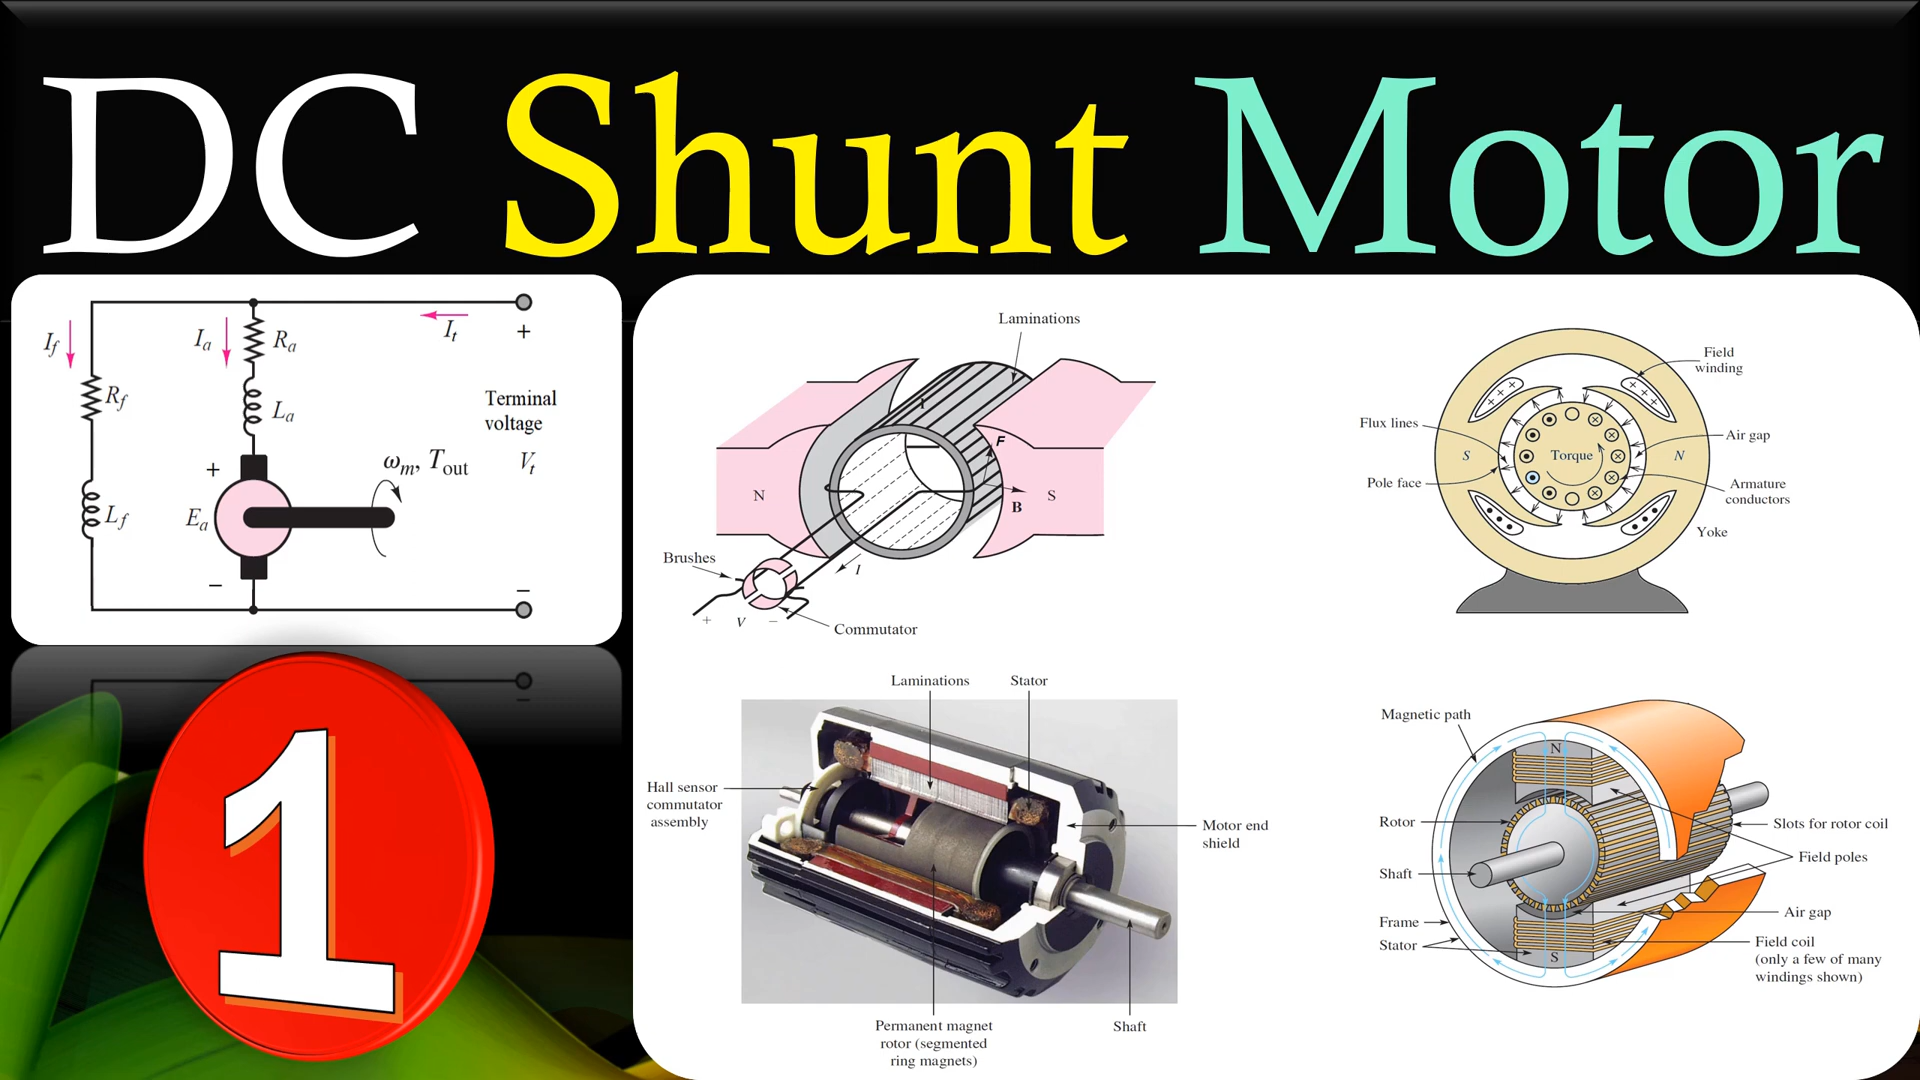 DC Shunt Motor
I_f
I_a
R_a
I_t
+
R_f
L_a
Terminal
voltage
V_t
+
ω_m, T_out
L_f
E_a
−
−
1
Laminations
F
N
S
B
Brushes
I
+ V −
Commutator
Field
winding
Flux lines
Air gap
S
Torque
N
Pole face
Armature
conductors
Yoke
Laminations
Stator
Hall sensor
commutator
assembly
Motor end
shield
Permanent magnet
rotor (segmented
ring magnets)
Shaft
Magnetic path
N
Rotor
Slots for rotor coil
Field poles
Shaft
Air gap
Frame
Stator
Field coil
(only a few of many
windings shown)
S